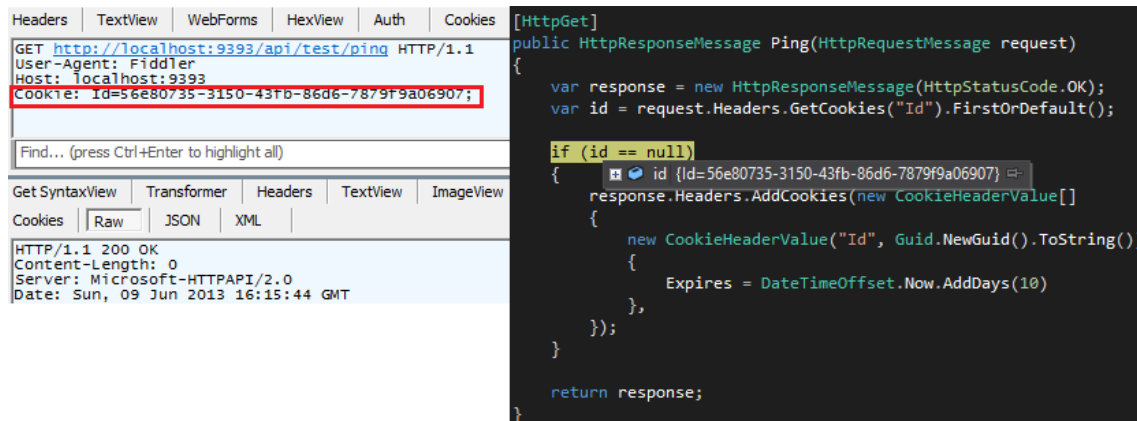 Headers TextView WebForms HexView Auth Cookies
GET http://localhost:9393/api/test/ping HTTP/1.1
User-Agent: Fiddler
Host: localhost:9393
Cookie: Id=56e80735-3150-43fb-86d6-7879f9a06907;
Find... (press Ctrl+Enter to highlight all)
Get SyntaxView Transformer Headers TextView ImageView
Cookies Raw JSON XML
HTTP/1.1 200 OK
Content-Length: 0
Server: Microsoft-HTTPAPI/2.0
Date: Sun, 09 Jun 2013 16:15:44 GMT
[HttpGet]
public HttpResponseMessage Ping(HttpRequestMessage request)
{
var response = new HttpResponseMessage(HttpStatusCode.OK);
var id = request.Headers.GetCookies("Id").FirstOrDefault();
if (id == null)
{ id {Id=56e80735-3150-43fb-86d6-7879f9a06907}
response.Headers.AddCookies(new CookieHeaderValue[]
{
new CookieHeaderValue("Id", Guid.NewGuid().ToString()
{
Expires = DateTimeOffset.Now.AddDays(10)
},
});
}
return response;
}